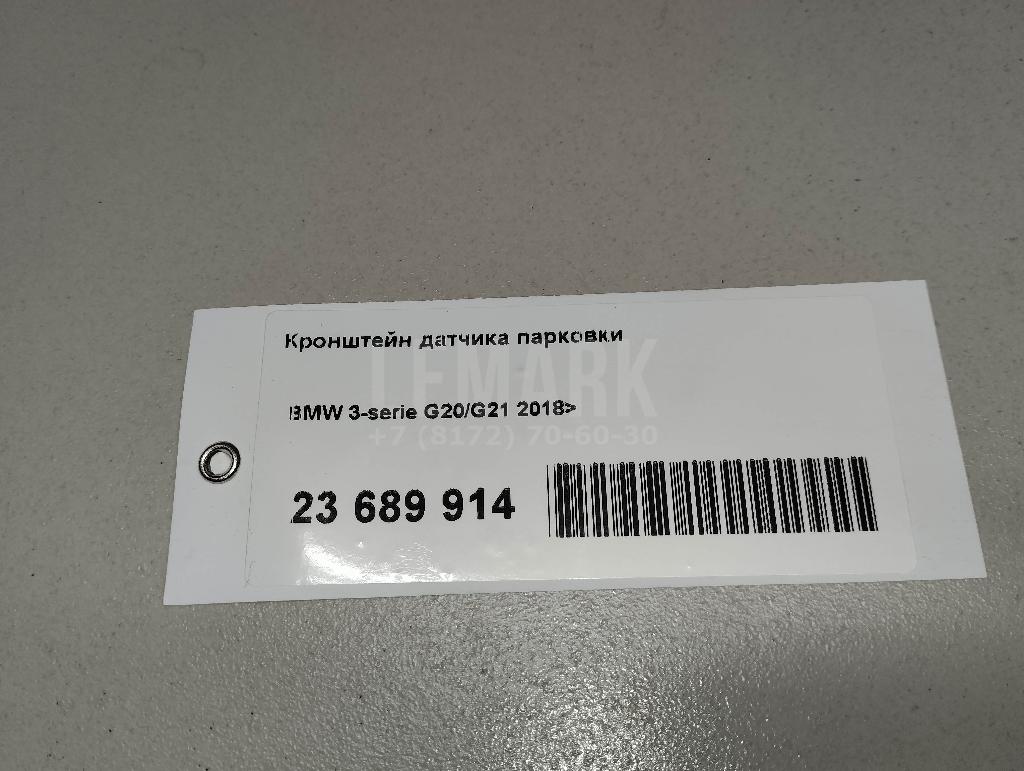 Кронштейн датчика парковки
LEMARK
BMW 3-serie G20/G21 2018>
+7 (8172) 70-60-30
23 689 914